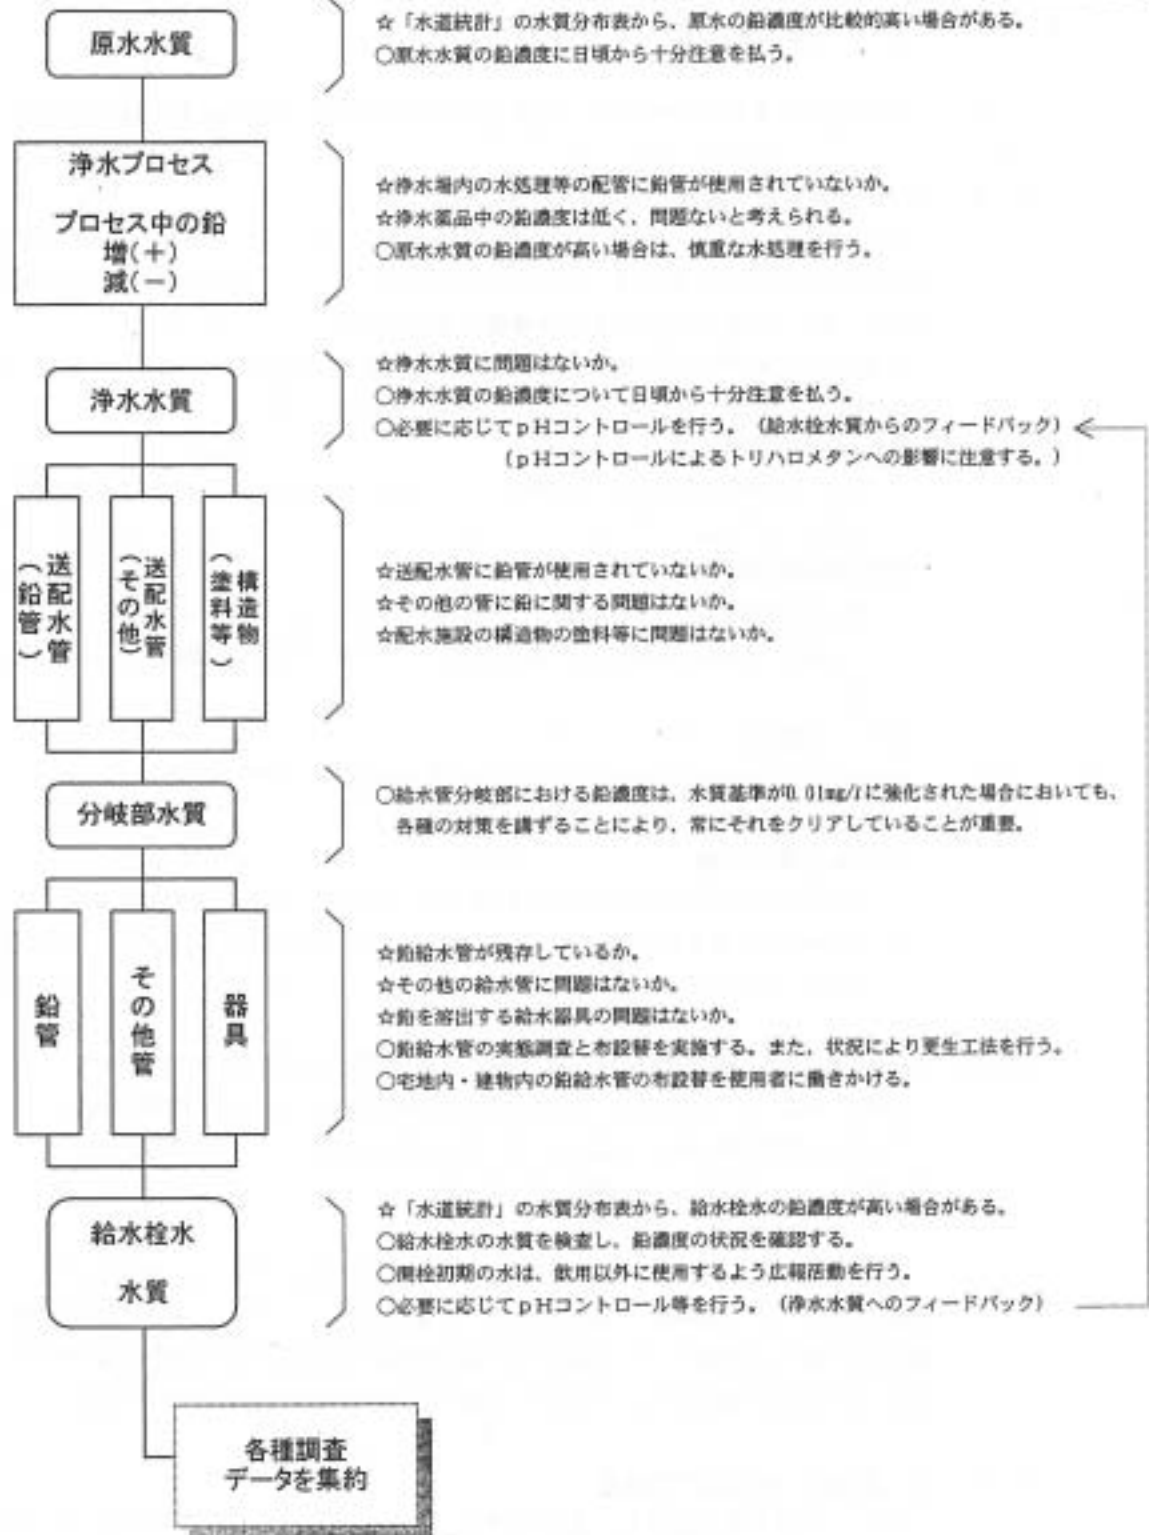 原水水質
☆「水道統計」の水質分布表から、原水の鉛濃度が比較的高い場合がある。
○原水水質の鉛濃度に日頃から十分注意を払う。
浄水プロセス
プロセス中の鉛
増(＋)
減(－)
☆浄水場内の水処理等の配管に鉛管が使用されていないか。
☆浄水薬品中の鉛濃度は低く、問題ないと考えられる。
○原水水質の鉛濃度が高い場合は、慎重な水処理を行う。
浄水水質
☆浄水水質に問題はないか。
○浄水水質の鉛濃度について日頃から十分注意を払う。
○必要に応じてｐＨコントロールを行う。（給水栓水質からのフィードバック）
（ｐＨコントロールによるトリハロメタンへの影響に注意する。）
送配水管
(鉛管)
送配水管
(その他)
構造物
(塗料等)
☆送配水管に鉛管が使用されていないか。
☆その他の管に鉛に関する問題はないか。
☆配水施設の構造物の塗料等に問題はないか。
分岐部水質
○給水管分岐部における鉛濃度は、水質基準が0.01mg/lに強化された場合においても、
各種の対策を講ずることにより、常にそれをクリアしていることが重要。
鉛管
その他管
器具
☆鉛給水管が残存しているか。
☆その他の給水管に問題はないか。
☆鉛を溶出する給水器具の問題はないか。
○鉛給水管の実態調査と布設替を実施する。また、状況により更生工法を行う。
○宅地内・建物内の鉛給水管の布設替を使用者に働きかける。
給水栓水
水質
☆「水道統計」の水質分布表から、給水栓水の鉛濃度が高い場合がある。
○給水栓水の水質を検査し、鉛濃度の状況を確認する。
○開栓初期の水は、飲用以外に使用するよう広報活動を行う。
○必要に応じてｐＨコントロール等を行う。（浄水水質へのフィードバック）
各種調査
データを集約